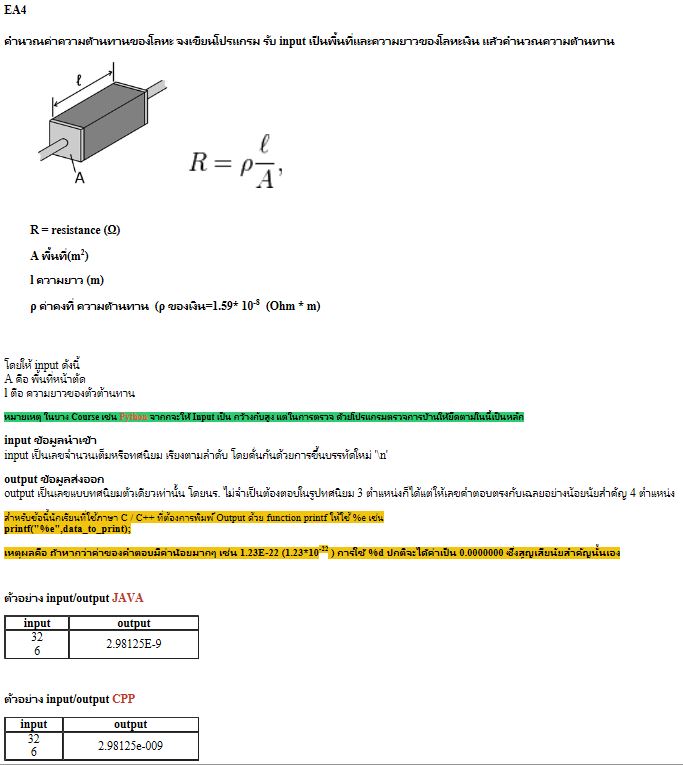 EA4
คำนวณค่าความต้านทานของโลหะ จงเขียนโปรแกรม รับ input เป็นพื้นที่และความยาวของโลหะเงิน แล้วคำนวณความต้านทาน
ℓ
A
R = ρ ℓ/A,
R = resistance (Ω)
A พื้นที่(m²)
l ความยาว (m)
ρ ค่าคงที่ ความต้านทาน (ρ ของเงิน=1.59* 10⁻⁸ (Ohm * m)
โดยให้ input ดังนี้
A คือ พื้นที่หน้าตัด
l คือ ความยาวของตัวต้านทาน
หมายเหตุ ในบาง Course เช่น Python จากกจะให้ Input เป็น กว้างกับสูง แต่ในการตรวจ ด้วยโปรแกรมตรวจการบ้านให้ยึดตามในนี้เป็นหลัก
input ข้อมูลนำเข้า
input เป็นเลขจำนวนเต็มหรือทศนิยม เรียงตามลำดับ โดยคั่นกันด้วยการขึ้นบรรทัดใหม่ '\n'
output ข้อมูลส่งออก
output เป็นเลขแบบทศนิยมตัวเดียวเท่านั้น โดยนร. ไม่จำเป็นต้องตอบในรูปทศนิยม 3 ตำแหน่งก็ได้แต่ให้เลขคำตอบตรงกับเฉลยอย่างน้อยนัยสำคัญ 4 ตำแหน่ง
สำหรับข้อนี้นักเรียนที่ใช้ภาษา C / C++ ที่ต้องการพิมพ์ Output ด้วย function printf ให้ใช้ %e เช่น
printf("%e",data_to_print);
เหตุผลคือ ถ้าหากว่าค่าของคำตอบมีค่าน้อยมากๆ เช่น 1.23E-22 (1.23*10⁻²² ) การใช้ %d ปกติจะได้ค่าเป็น 0.0000000 ซึ่งสูญเสียนัยสำคัญนั้นเอง
ตัวอย่าง input/output JAVA
input output
32
6 2.98125E-9
ตัวอย่าง input/output CPP
input output
32
6 2.98125e-009